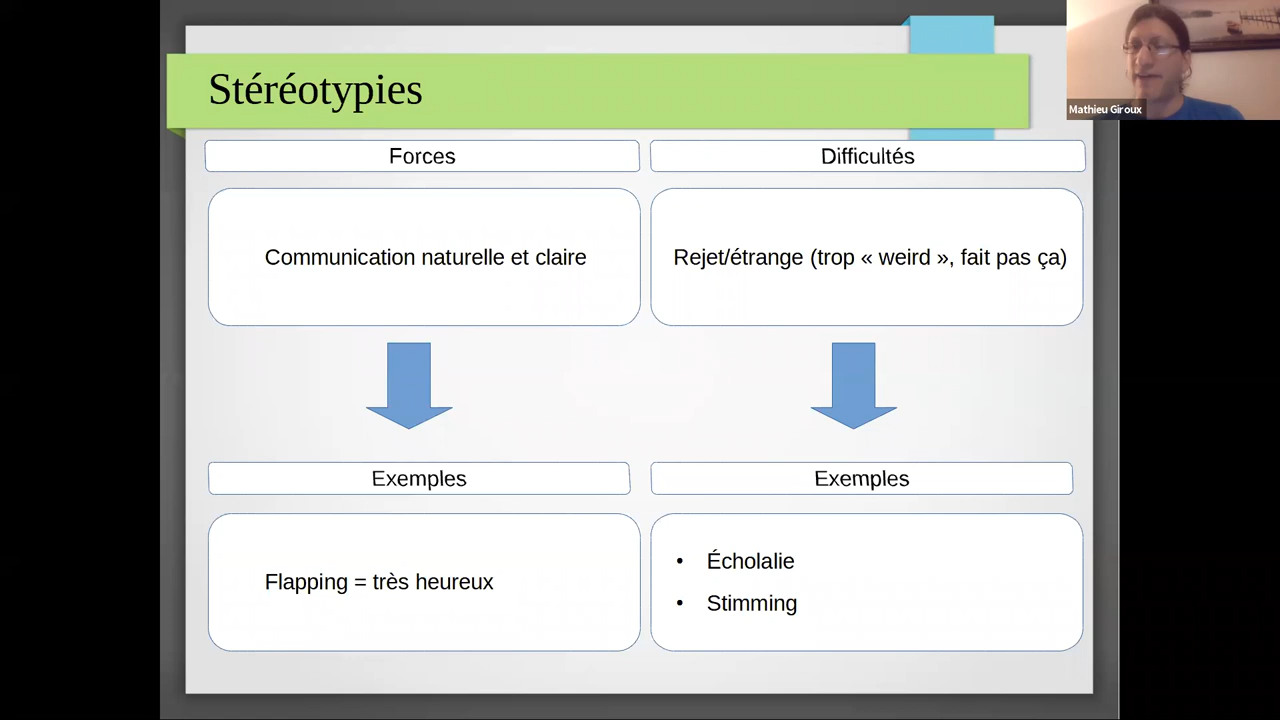 Stéréotypies
Mathieu Giroux
Forces
Difficultés
Communication naturelle et claire
Rejet/étrange (trop « weird », fait pas ça)
Exemples
Exemples
Flapping = très heureux
• Écholalie
• Stimming